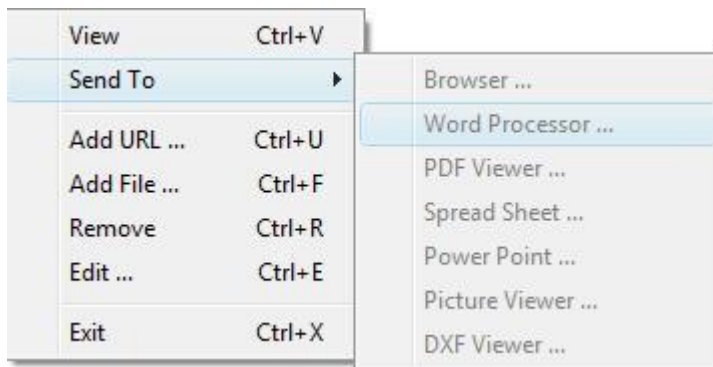 View Ctrl+V
Send To
Add URL ... Ctrl+U
Add File ... Ctrl+F
Remove Ctrl+R
Edit ... Ctrl+E
Exit Ctrl+X
Browser ...
Word Processor ...
PDF Viewer ...
Spread Sheet ...
Power Point ...
Picture Viewer ...
DXF Viewer ...